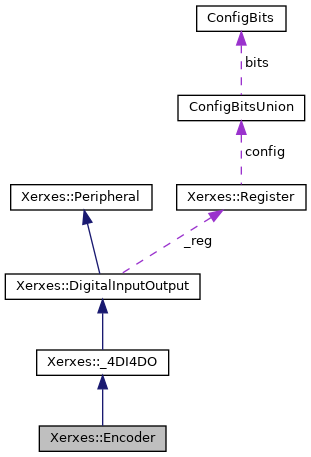 ConfigBits
bits
ConfigBitsUnion
config
Xerxes::Peripheral
Xerxes::Register
_reg
Xerxes::DigitalInputOutput
Xerxes::_4DI4DO
Xerxes::Encoder